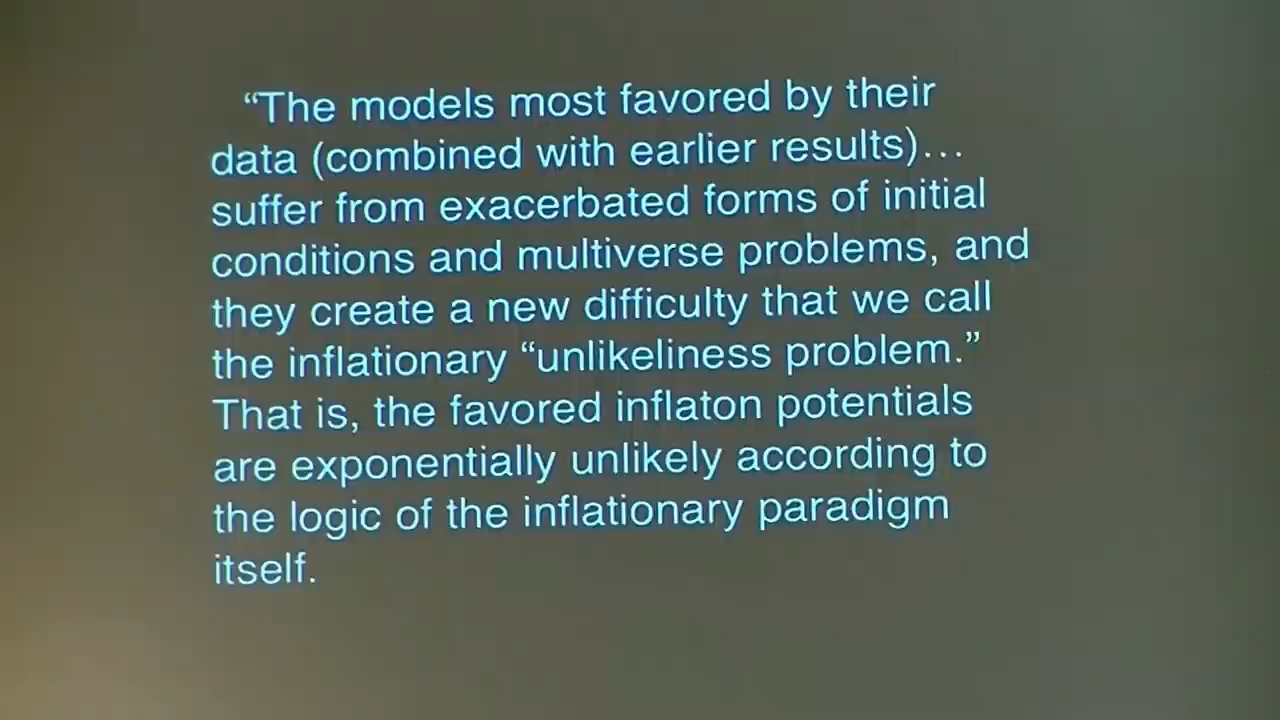 “The models most favored by their
data (combined with earlier results)…
suffer from exacerbated forms of initial
conditions and multiverse problems, and
they create a new difficulty that we call
the inflationary “unlikeliness problem.”
That is, the favored inflaton potentials
are exponentially unlikely according to
the logic of the inflationary paradigm
itself.